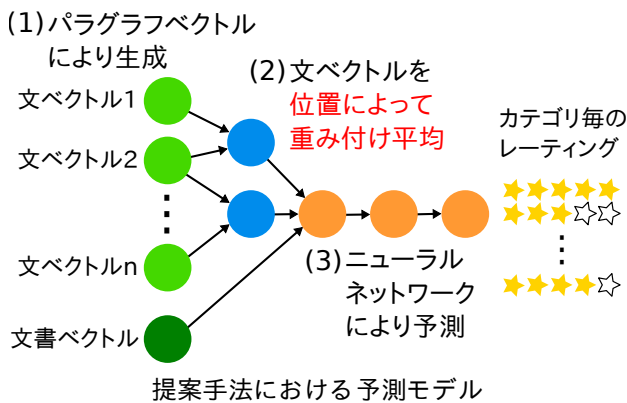 (1)パラグラフベクトル
により生成
文ベクトル1
文ベクトル2
文ベクトルn
文書ベクトル
(2)文ベクトルを
位置によって
重み付け平均
(3)ニューラル
ネットワーク
により予測
カテゴリ毎の
レーティング
提案手法における予測モデル